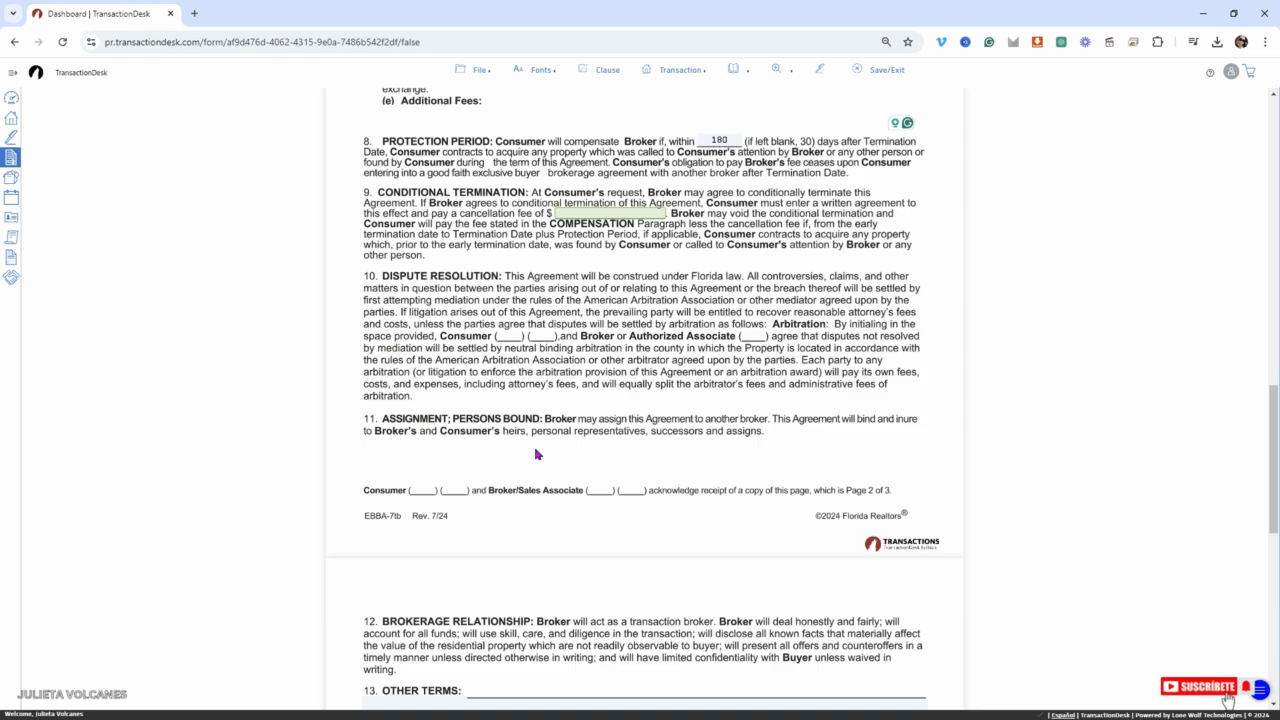 Dashboard | TransactionDesk
pr.transactiondesk.com/form/af9d476d-4062-4315-9e0a-7486b542f2df/false
TransactionDesk
File
Fonts
Clause
Transaction
Save/Exit
exchange.
(e) Additional Fees:
8. PROTECTION PERIOD: Consumer will compensate Broker if, within 180 (if left blank, 30) days after Termination
Date, Consumer contracts to acquire any property which was called to Consumer's attention by Broker or any other person or
found by Consumer during the term of this Agreement. Consumer's obligation to pay Broker's fee ceases upon Consumer
entering into a good faith exclusive buyer brokerage agreement with another broker after Termination Date.
9. CONDITIONAL TERMINATION: At Consumer's request, Broker may agree to conditionally terminate this
Agreement. If Broker agrees to conditional termination of this Agreement, Consumer must enter a written agreement to
this effect and pay a cancellation fee of $ . Broker may void the conditional termination and
Consumer will pay the fee stated in the COMPENSATION Paragraph less the cancellation fee if, from the early
termination date to Termination Date plus Protection Period, if applicable, Consumer contracts to acquire any property
which, prior to the early termination date, was found by Consumer or called to Consumer's attention by Broker or any
other person.
10. DISPUTE RESOLUTION: This Agreement will be construed under Florida law. All controversies, claims, and other
matters in question between the parties arising out of or relating to this Agreement or the breach thereof will be settled by
first attempting mediation under the rules of the American Arbitration Association or other mediator agreed upon by the
parties. If litigation arises out of this Agreement, the prevailing party will be entitled to recover reasonable attorney's fees
and costs, unless the parties agree that disputes will be settled by arbitration as follows: Arbitration: By initialing in the
space provided, Consumer (____) (____),and Broker or Authorized Associate (____) agree that disputes not resolved
by mediation will be settled by neutral binding arbitration in the county in which the Property is located in accordance with
the rules of the American Arbitration Association or other arbitrator agreed upon by the parties. Each party to any
arbitration (or litigation to enforce the arbitration provision of this Agreement or an arbitration award) will pay its own fees,
costs, and expenses, including attorney's fees, and will equally split the arbitrator's fees and administrative fees of
arbitration.
11. ASSIGNMENT; PERSONS BOUND: Broker may assign this Agreement to another broker. This Agreement will bind and inure
to Broker's and Consumer's heirs, personal representatives, successors and assigns.
Consumer (____) (____) and Broker/Sales Associate (____) (____) acknowledge receipt of a copy of this page, which is Page 2 of 3.
EBBA-7tb Rev. 7/24 ©2024 Florida Realtors®
TRANSACTIONS
TransactionDesk Edition
12. BROKERAGE RELATIONSHIP: Broker will act as a transaction broker. Broker will deal honestly and fairly; will
account for all funds; will use skill, care, and diligence in the transaction; will disclose all known facts that materially affect
the value of the residential property which are not readily observable to buyer; will present all offers and counteroffers in a
timely manner unless directed otherwise in writing; and will have limited confidentiality with Buyer unless waived in
writing.
13. OTHER TERMS:
JULIETA VOLCANES
SUSCRÍBETE
Welcome, Julieta Volcanes
| Español | TransactionDesk | Powered by Lone Wolf Technologies | © 2024